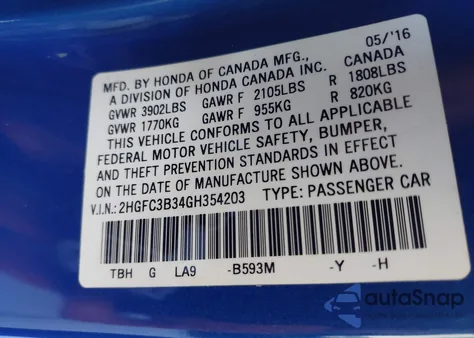 05/'16
MFD. BY HONDA OF CANADA MFG., CANADA
A DIVISION OF HONDA CANADA INC.
GVWR 3902LBS GAWR F 2105LBS R 1808LBS
GVWR 1770KG GAWR F 955KG R 820KG
THIS VEHICLE CONFORMS TO ALL APPLICABLE
FEDERAL MOTOR VEHICLE SAFETY, BUMPER,
AND THEFT PREVENTION STANDARDS IN EFFECT
ON THE DATE OF MANUFACTURE SHOWN ABOVE.
V.I.N.: 2HGFC3B34GH354203 TYPE: PASSENGER CAR
TBH G LA9 -B593M -Y -H
autoSnap